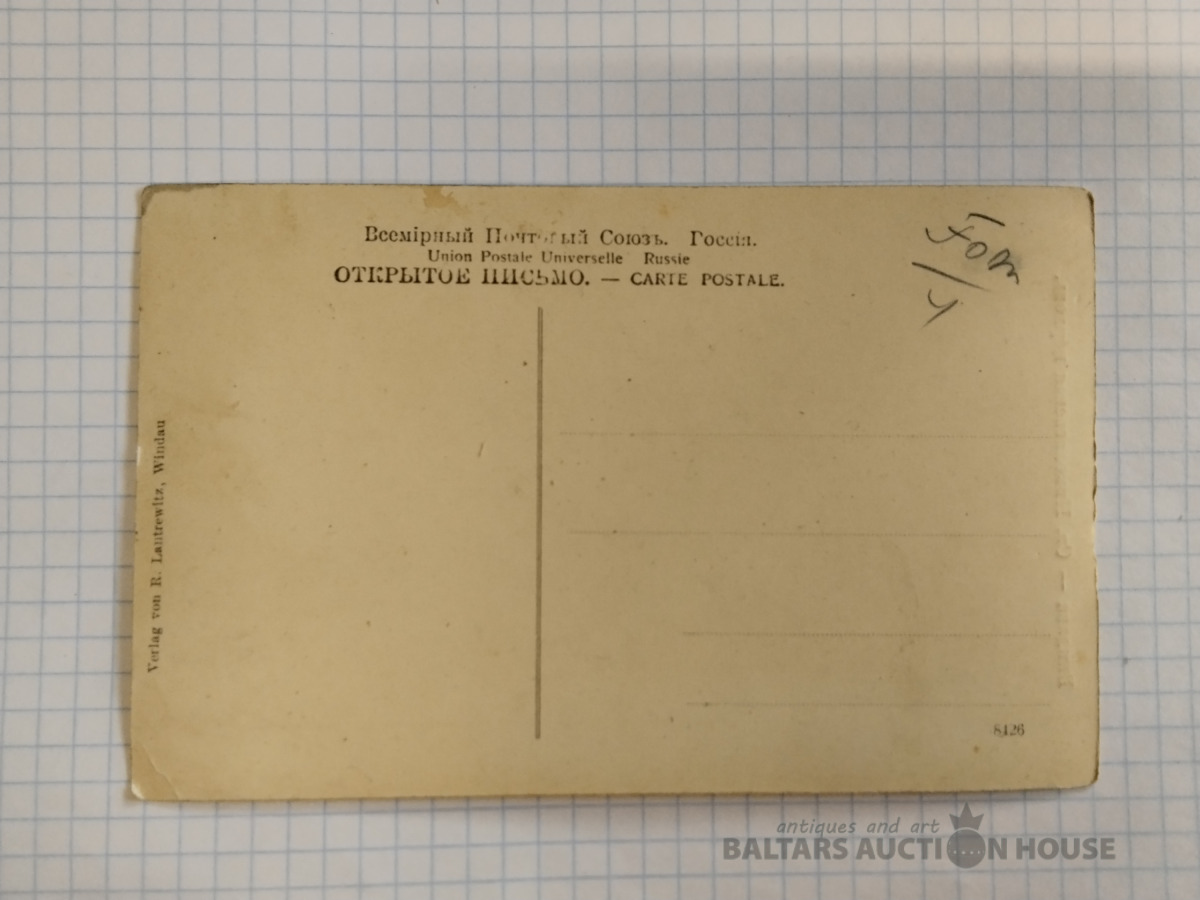 Всемірный Почтовый Союзъ. Россія.
Union Postale Universelle Russie
ОТКРЫТОЕ ПИСЬМО. — CARTE POSTALE.
Verlag von R. Lantrewitz, Windau
8426
antiques and art
BALTARS AUCTION HOUSE